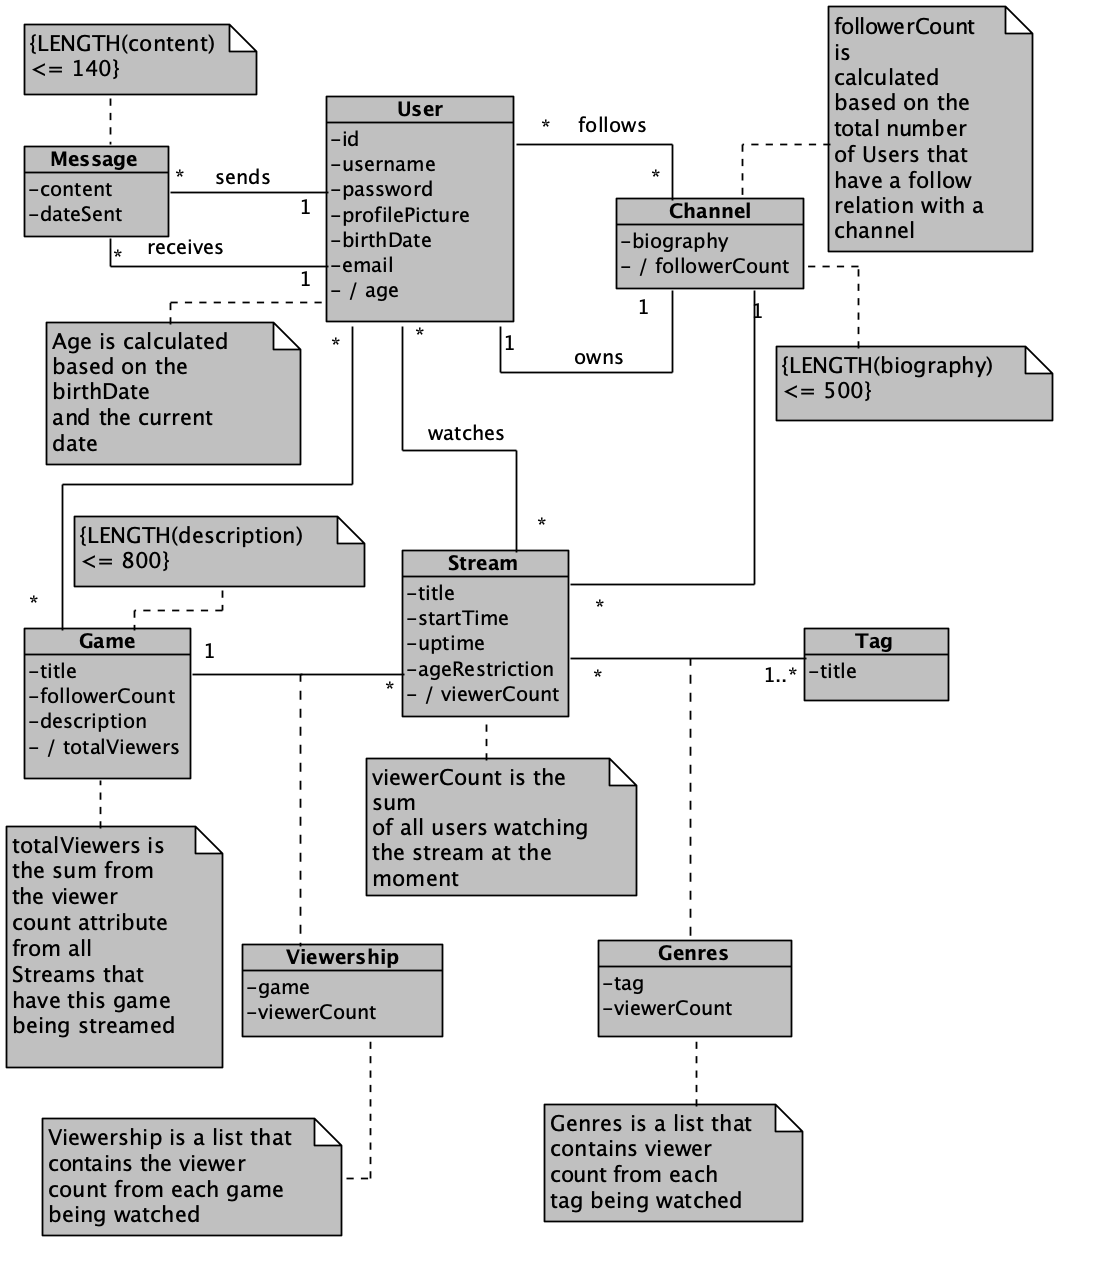 {LENGTH(content)
<= 140}
followerCount
is
calculated
based on the
total number
of Users that
have a follow
relation with a
channel
User
-id
-username
-password
-profilePicture
-birthDate
-email
- / age
* follows
*
Message
-content
-dateSent
* sends
1
* receives
1
Channel
-biography
- / followerCount
1
1
1
owns
{LENGTH(biography)
<= 500}
Age is calculated
based on the
birthDate
and the current
date
*
*
watches
*
{LENGTH(description)
<= 800}
*
Stream
-title
-startTime
-uptime
-ageRestriction
- / viewerCount
*
Game
-title
-followerCount
-description
- / totalViewers
1
*
*
1..*
Tag
-title
viewerCount is the
sum
of all users watching
the stream at the
moment
totalViewers is
the sum from
the viewer
count attribute
from all
Streams that
have this game
being streamed
Viewership
-game
-viewerCount
Genres
-tag
-viewerCount
Viewership is a list that
contains the viewer
count from each game
being watched
Genres is a list that
contains viewer
count from each
tag being watched